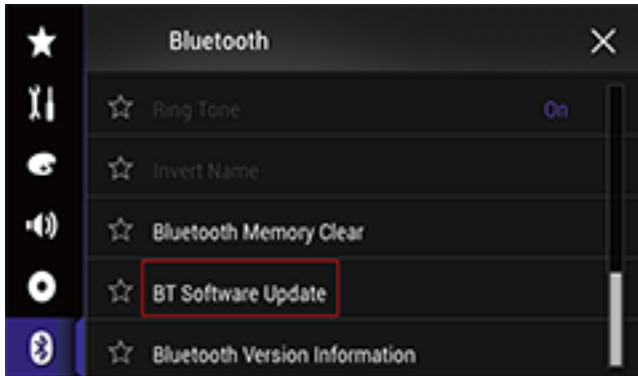 Bluetooth
Ring Tone On
Invert Name
Bluetooth Memory Clear
BT Software Update
Bluetooth Version Information